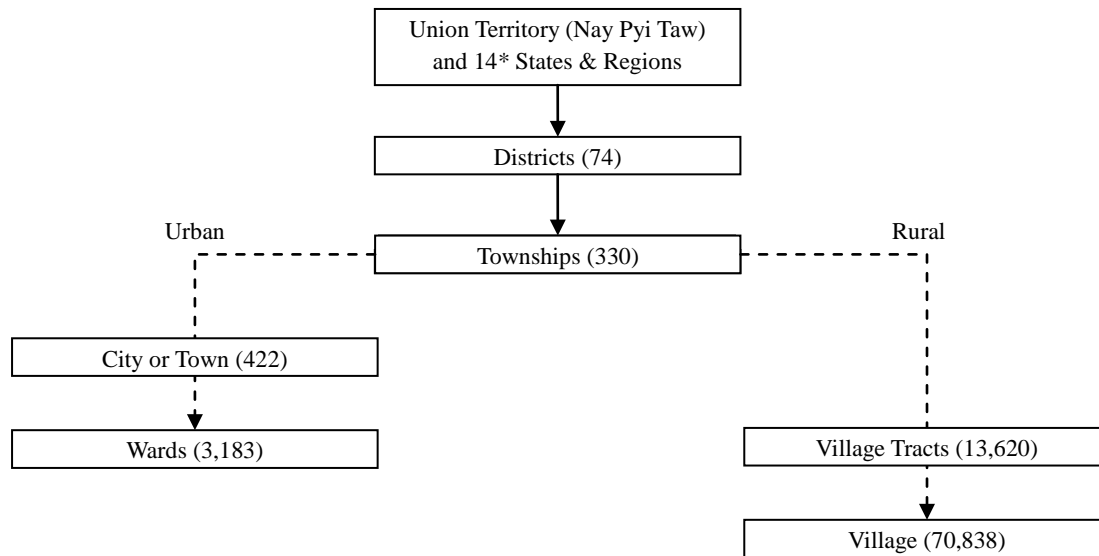 Union Territory (Nay Pyi Taw)
and 14* States & Regions
Districts (74)
Urban
Rural
Townships (330)
City or Town (422)
Wards (3,183)
Village Tracts (13,620)
Village (70,838)